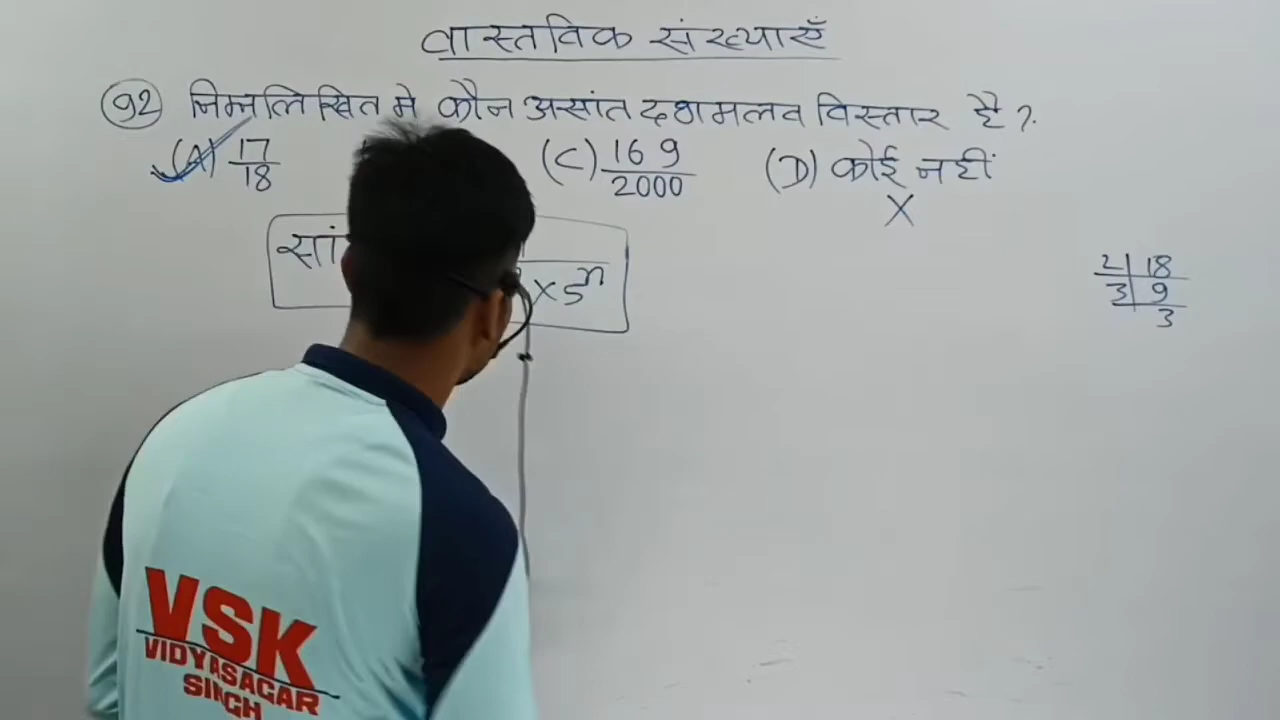 वास्तविक संख्याएँ
92 निम्नलिखित मे कौन असांत दशमलव विस्तार है ?
(A) 17/18 (C) 169/2000 (D) कोई नहीं
X
सां
× 5ⁿ
2 | 18
3 | 9
3
VSK
VIDYASAGAR
SINGH